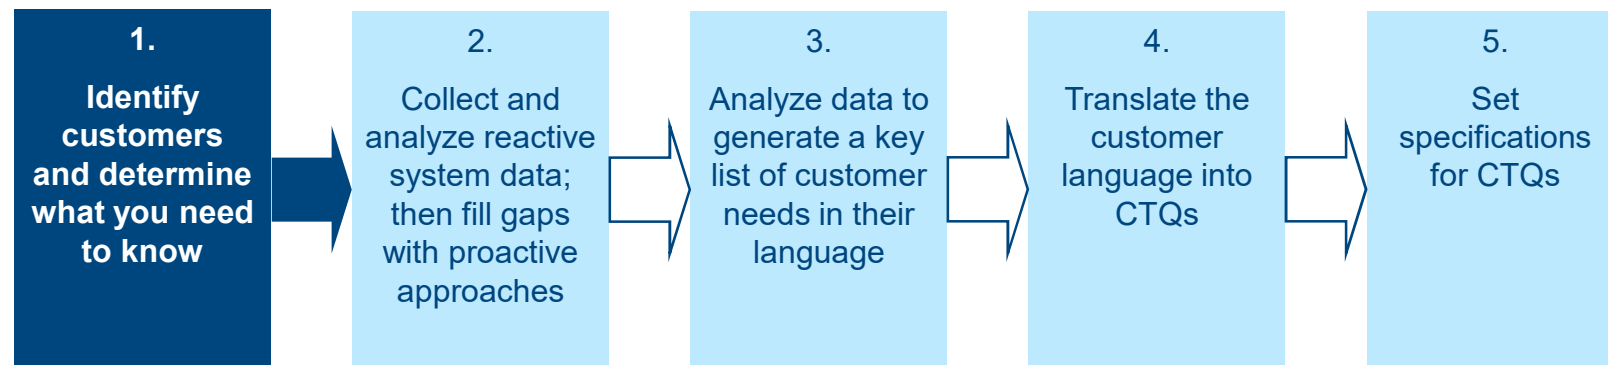 1.
Identify
customers
and determine
what you need
to know
2.
Collect and
analyze reactive
system data;
then fill gaps
with proactive
approaches
3.
Analyze data to
generate a key
list of customer
needs in their
language
4.
Translate the
customer
language into
CTQs
5.
Set
specifications
for CTQs